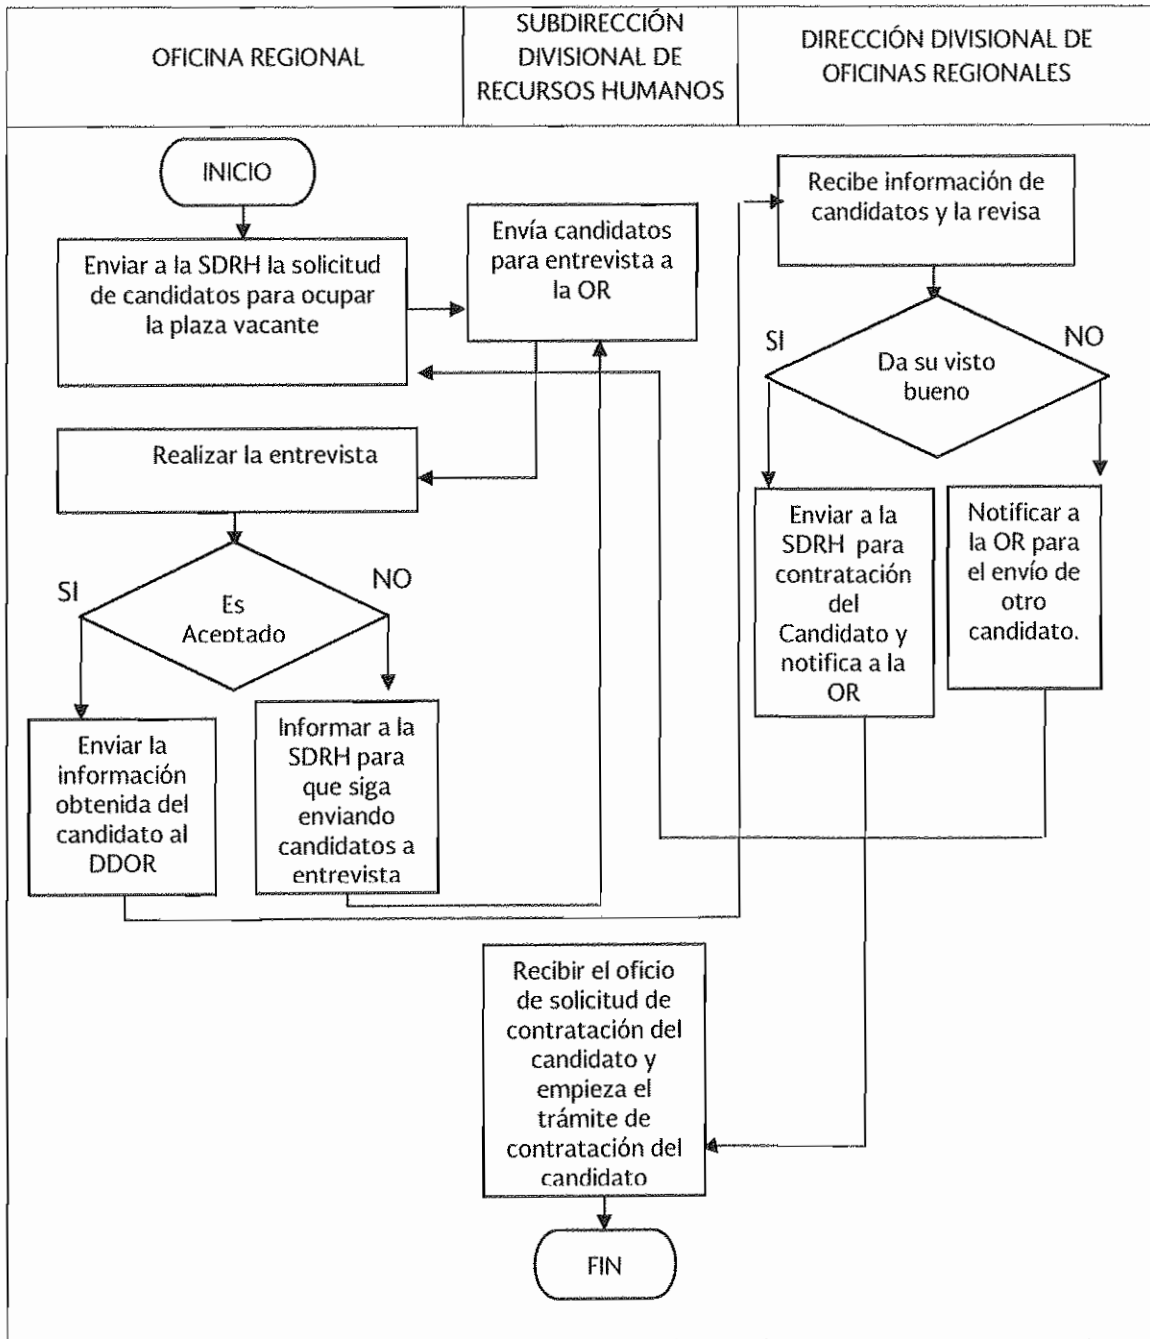 OFICINA REGIONAL
SUBDIRECCIÓN
DIVISIONAL DE
RECURSOS HUMANOS
DIRECCIÓN DIVISIONAL DE
OFICINAS REGIONALES
INICIO
Enviar a la SDRH la solicitud
de candidatos para ocupar
la plaza vacante
Envía candidatos
para entrevista a
la OR
Realizar la entrevista
Es
Aceptado
SI
NO
Enviar la
información
obtenida del
candidato al
DDOR
Informar a la
SDRH para
que siga
enviando
candidatos a
entrevista
Recibe información de
candidatos y la revisa
Da su visto
bueno
SI
NO
Enviar a la
SDRH para
contratación
del
Candidato y
notifica a la
OR
Notificar a
la OR para
el envío de
otro
candidato.
Recibir el oficio
de solicitud de
contratación del
candidato y
empieza el
trámite de
contratación del
candidato
FIN